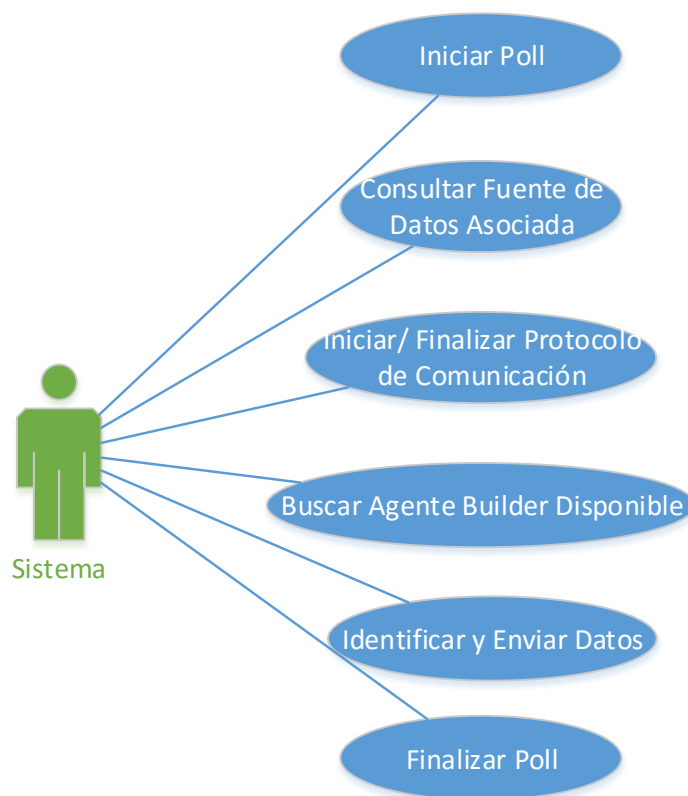 Iniciar Poll
Consultar Fuente de
Datos Asociada
Iniciar/ Finalizar Protocolo
de Comunicación
Buscar Agente Builder Disponible
Sistema
Identificar y Enviar Datos
Finalizar Poll